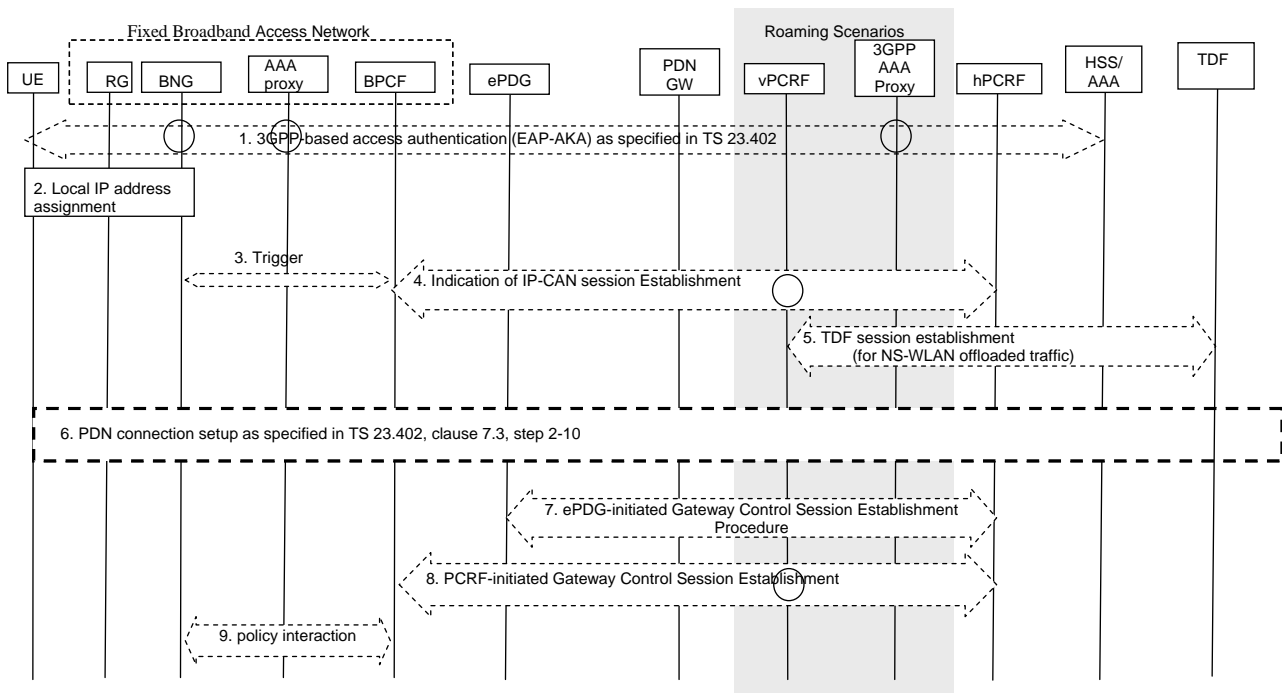 Fixed Broadband Access Network
Roaming Scenarios
UE
RG
BNG
AAA
proxy
BPCF
ePDG
PDN
GW
vPCRF
3GPP
AAA
Proxy
hPCRF
HSS/
AAA
TDF
1. 3GPP-based access authentication (EAP-AKA) as specified in TS 23.402
2. Local IP address
assignment
3. Trigger
4. Indication of IP-CAN session Establishment
5. TDF session establishment
(for NS-WLAN offloaded traffic)
6. PDN connection setup as specified in TS 23.402, clause 7.3, step 2-10
7. ePDG-initiated Gateway Control Session Establishment
Procedure
8. PCRF-initiated Gateway Control Session Establishment
9. policy interaction